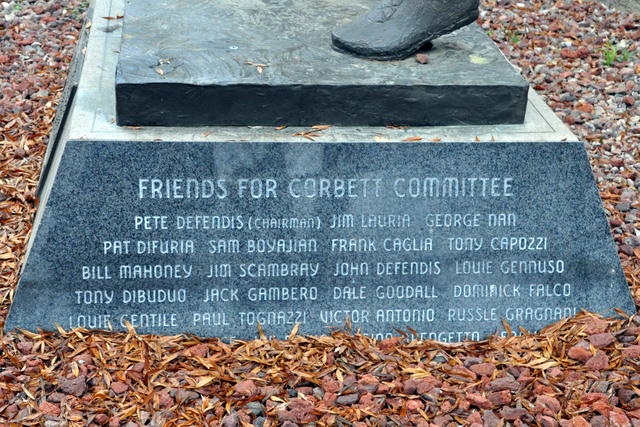 FRIENDS FOR CORBETT COMMITTEE
PETE DEFENDIS (CHAIRMAN) JIM LAURIA GEORGE NAN
PAT DIFURIA SAM BOYAJIAN FRANK CAGLIA TONY CAPOZZI
BILL MAHONEY JIM SCAMBRAY JOHN DEFENDIS LOUIE GENNUSO
TONY DIBUDUO JACK GAMBERO DALE GOODALL DOMINICK FALCO
LOUIE GENTILE PAUL TOGNAZZI VICTOR ANTONIO RUSSLE GRAGNANI